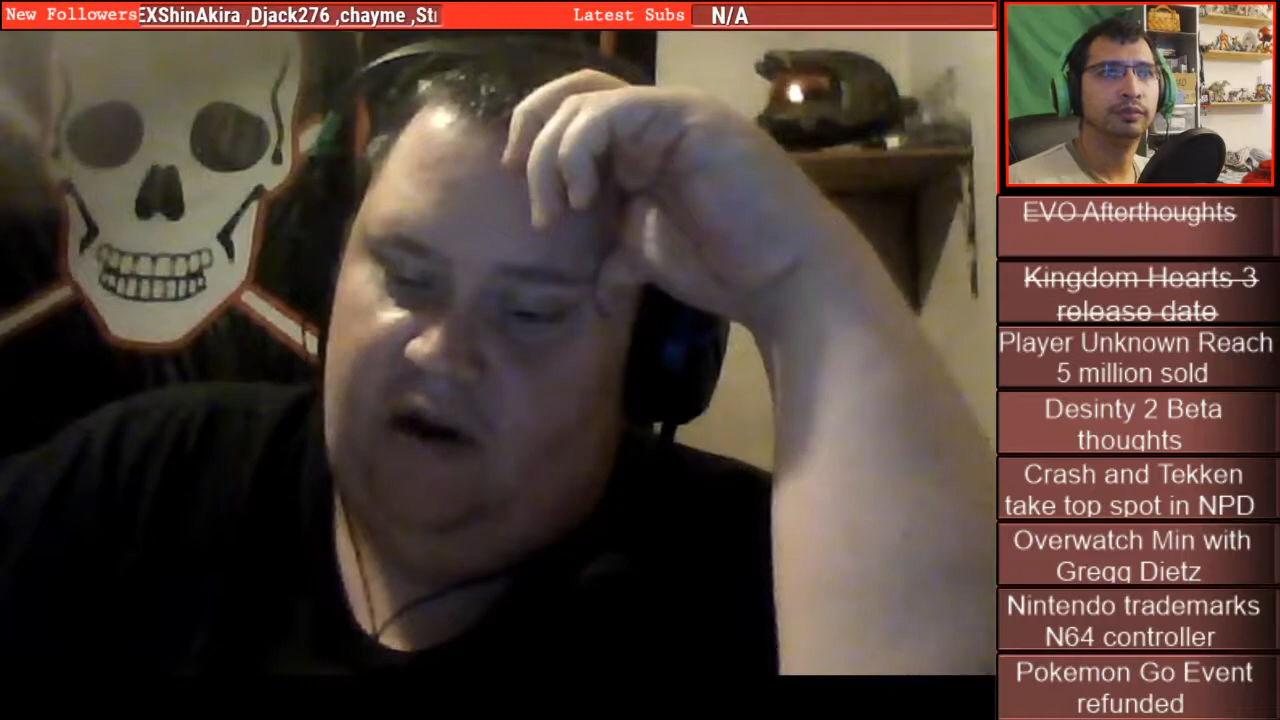 New Followers EXShinAkira ,Djack276 ,chayme ,St
Latest Subs N/A
EVO Afterthoughts
Kingdom Hearts 3
release date
Player Unknown Reach
5 million sold
Desinty 2 Beta
thoughts
Crash and Tekken
take top spot in NPD
Overwatch Min with
Gregg Dietz
Nintendo trademarks
N64 controller
Pokemon Go Event
refunded